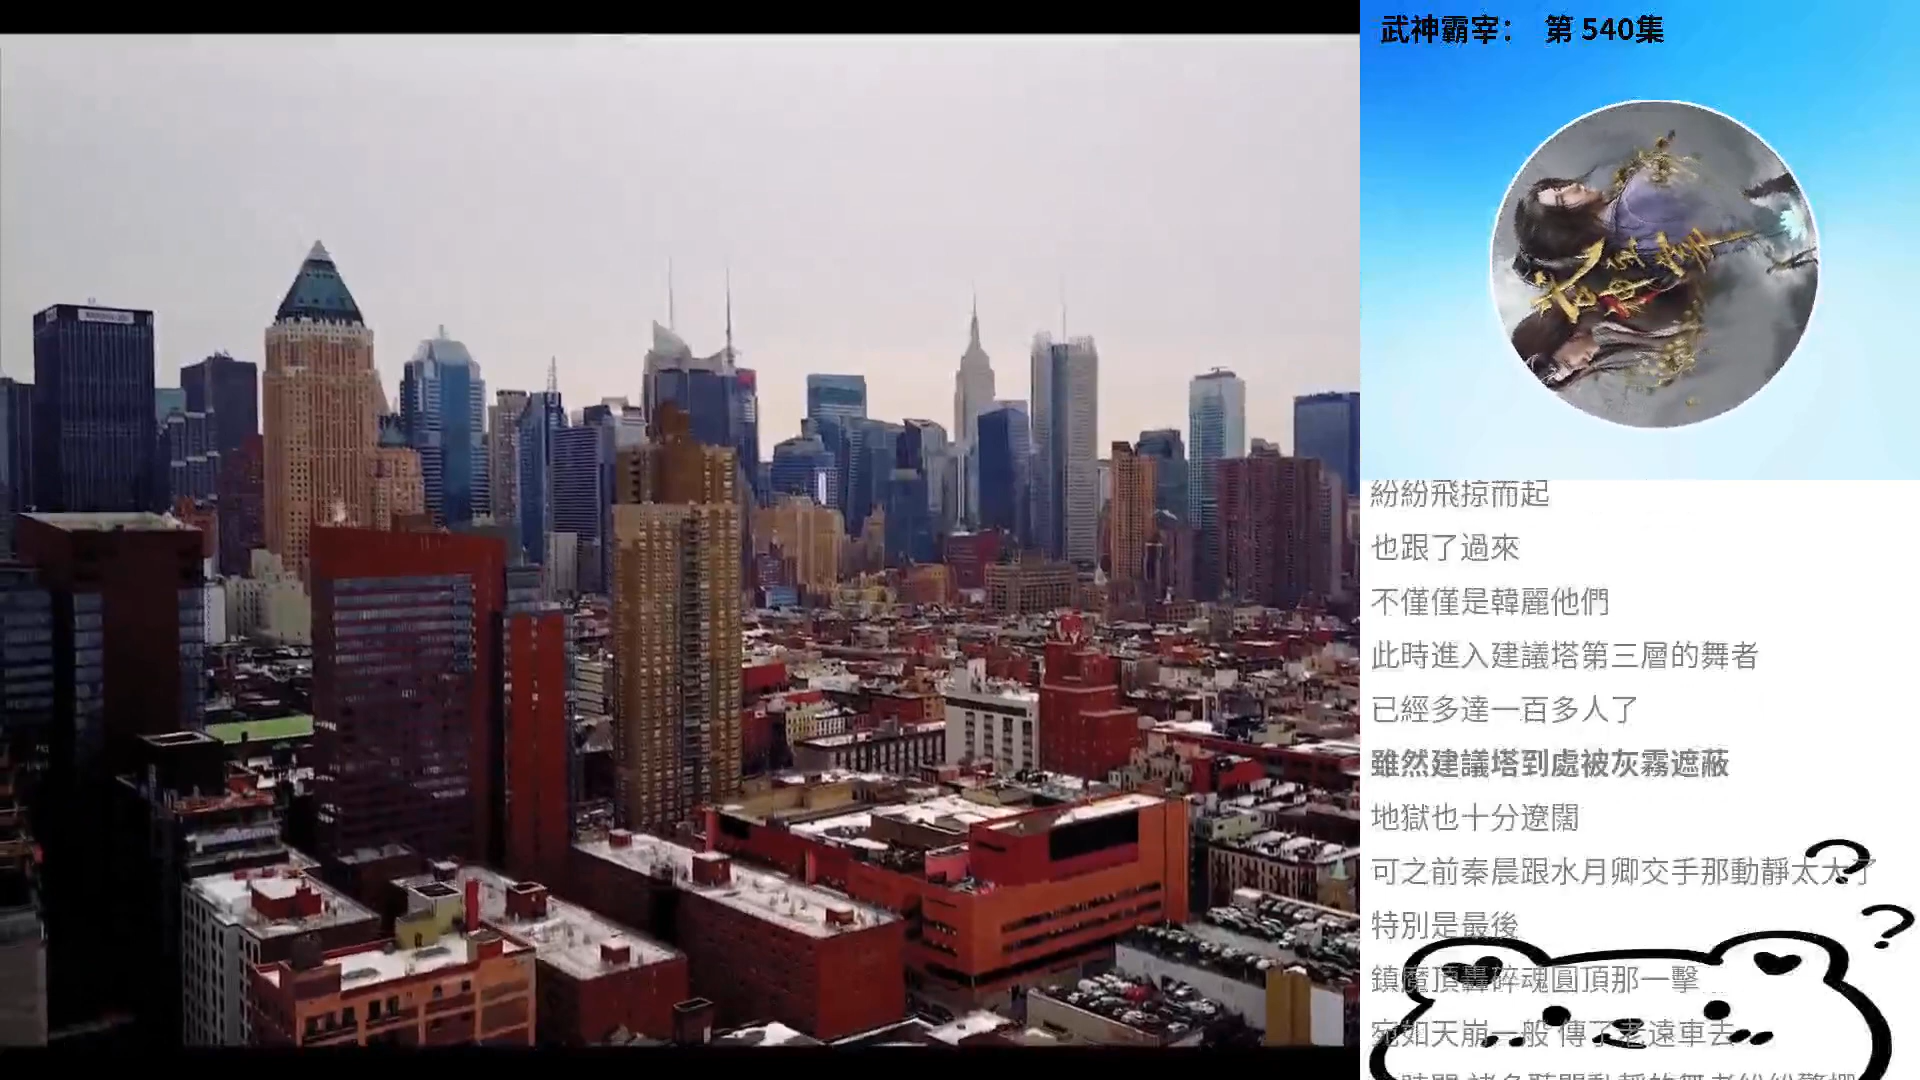 武神霸宰： 第 540集
紛紛飛掠而起
也跟了過來
不僅僅是韓麗他們
此時進入建議塔第三層的舞者
已經多達一百多人了
雖然建議塔到處被灰霧遮蔽
地獄也十分遼闊
可之前秦晨跟水月卿交手那動靜太大了
特別是最後
鎮魔頂轟碎魂圓頂那一擊
宛如天崩一般 傳了老遠車去